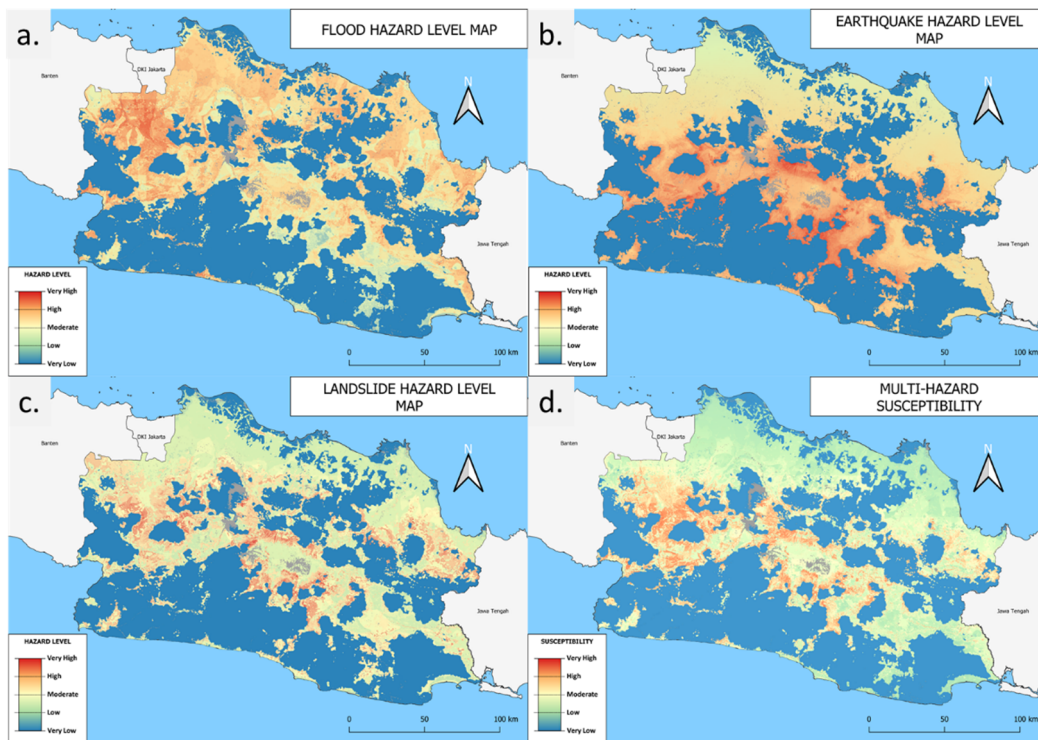 a.
FLOOD HAZARD LEVEL MAP
Banten
DKI Jakarta
N
Jawa Tengah
HAZARD LEVEL
Very High
High
Moderate
Low
Very Low
0 50 100 km
b.
EARTHQUAKE HAZARD LEVEL
MAP
Banten
DKI Jakarta
N
Jawa Tengah
HAZARD LEVEL
Very High
High
Moderate
Low
Very Low
0 50 100 km
c.
LANDSLIDE HAZARD LEVEL
MAP
Banten
DKI Jakarta
N
Jawa Tengah
HAZARD LEVEL
Very High
High
Moderate
Low
Very Low
0 50 100 km
d.
MULTI-HAZARD
SUSCEPTIBILITY
Banten
DKI Jakarta
N
Jawa Tengah
SUSCEPTIBILITY
Very High
High
Moderate
Low
Very Low
0 50 100 km